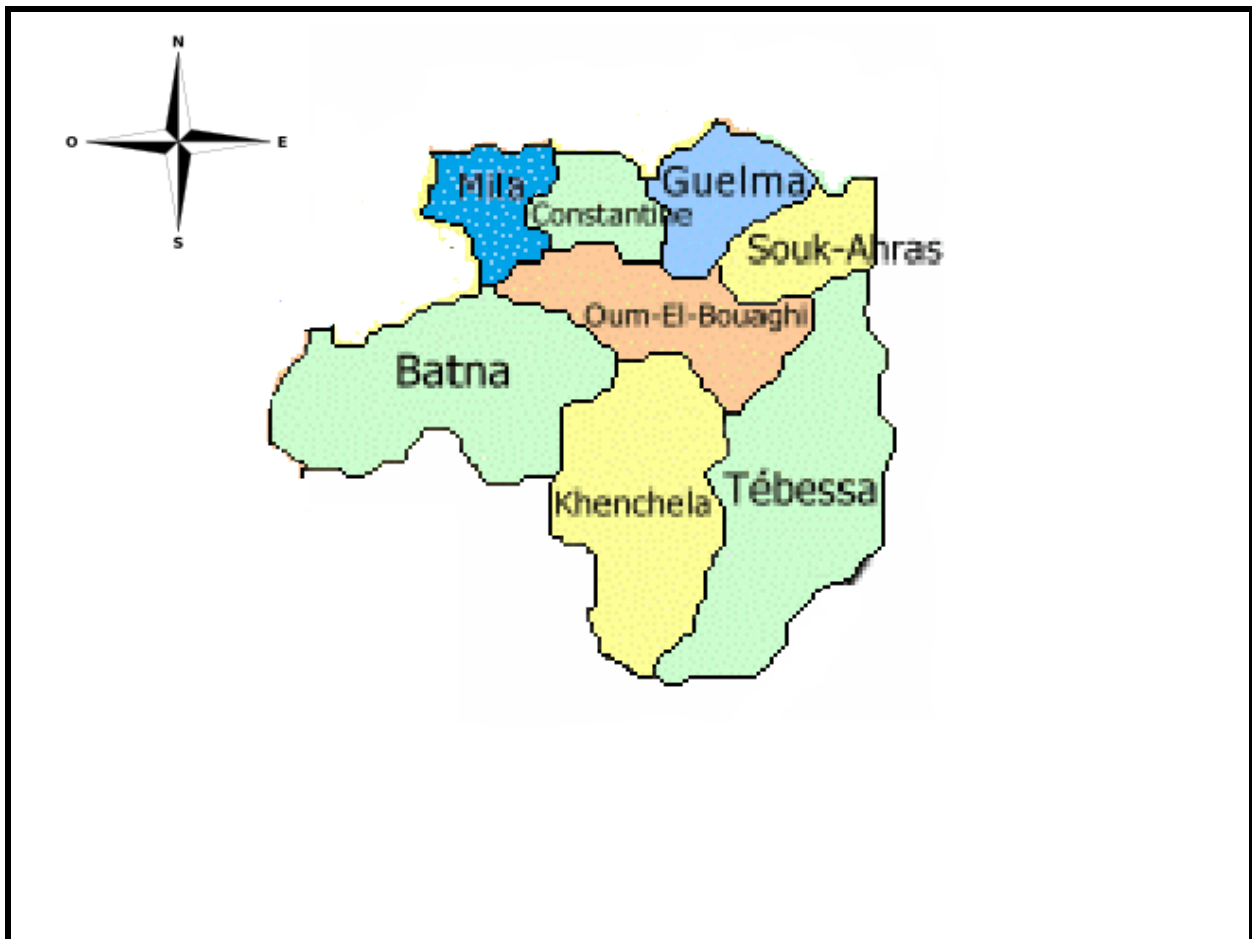 N
O
E
S
Mila
Guelma
Constantine
Souk-Ahras
Oum-El-Bouaghi
Batna
Khenchela
Tébessa